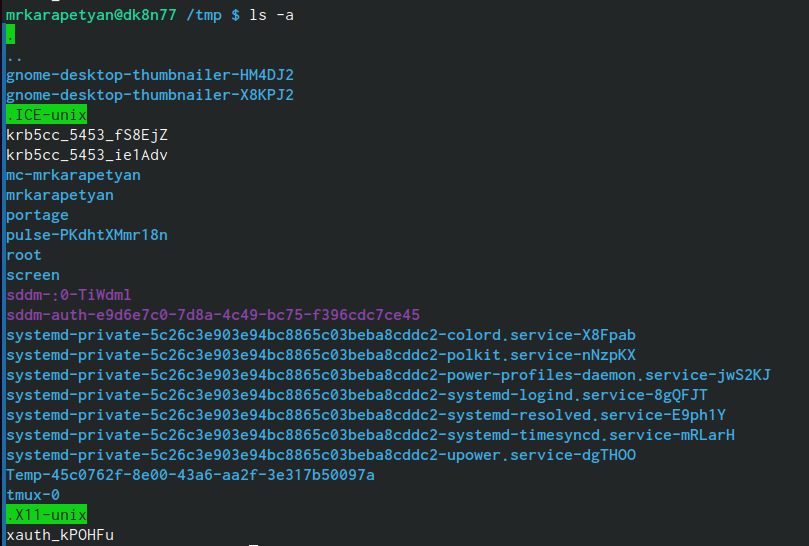 mrkarapetyan@dk8n77 /tmp $ ls -a
.
..
gnome-desktop-thumbnailer-HM4DJ2
gnome-desktop-thumbnailer-X8KPJ2
.ICE-unix
krb5cc_5453_fS8EjZ
krb5cc_5453_ie1Adv
mc-mrkarapetyan
mrkarapetyan
portage
pulse-PKdhtXMmr18n
root
screen
sddm-:0-TiWdml
sddm-auth-e9d6e7c0-7d8a-4c49-bc75-f396cdc7ce45
systemd-private-5c26c3e903e94bc8865c03beba8cddc2-colord.service-X8Fpab
systemd-private-5c26c3e903e94bc8865c03beba8cddc2-polkit.service-nNzpKX
systemd-private-5c26c3e903e94bc8865c03beba8cddc2-power-profiles-daemon.service-jwS2KJ
systemd-private-5c26c3e903e94bc8865c03beba8cddc2-systemd-logind.service-8gQFJT
systemd-private-5c26c3e903e94bc8865c03beba8cddc2-systemd-resolved.service-E9ph1Y
systemd-private-5c26c3e903e94bc8865c03beba8cddc2-systemd-timesyncd.service-mRLarH
systemd-private-5c26c3e903e94bc8865c03beba8cddc2-upower.service-dgTHOO
Temp-45c0762f-8e00-43a6-aa2f-3e317b50097a
tmux-0
.X11-unix
xauth_kPOHFu